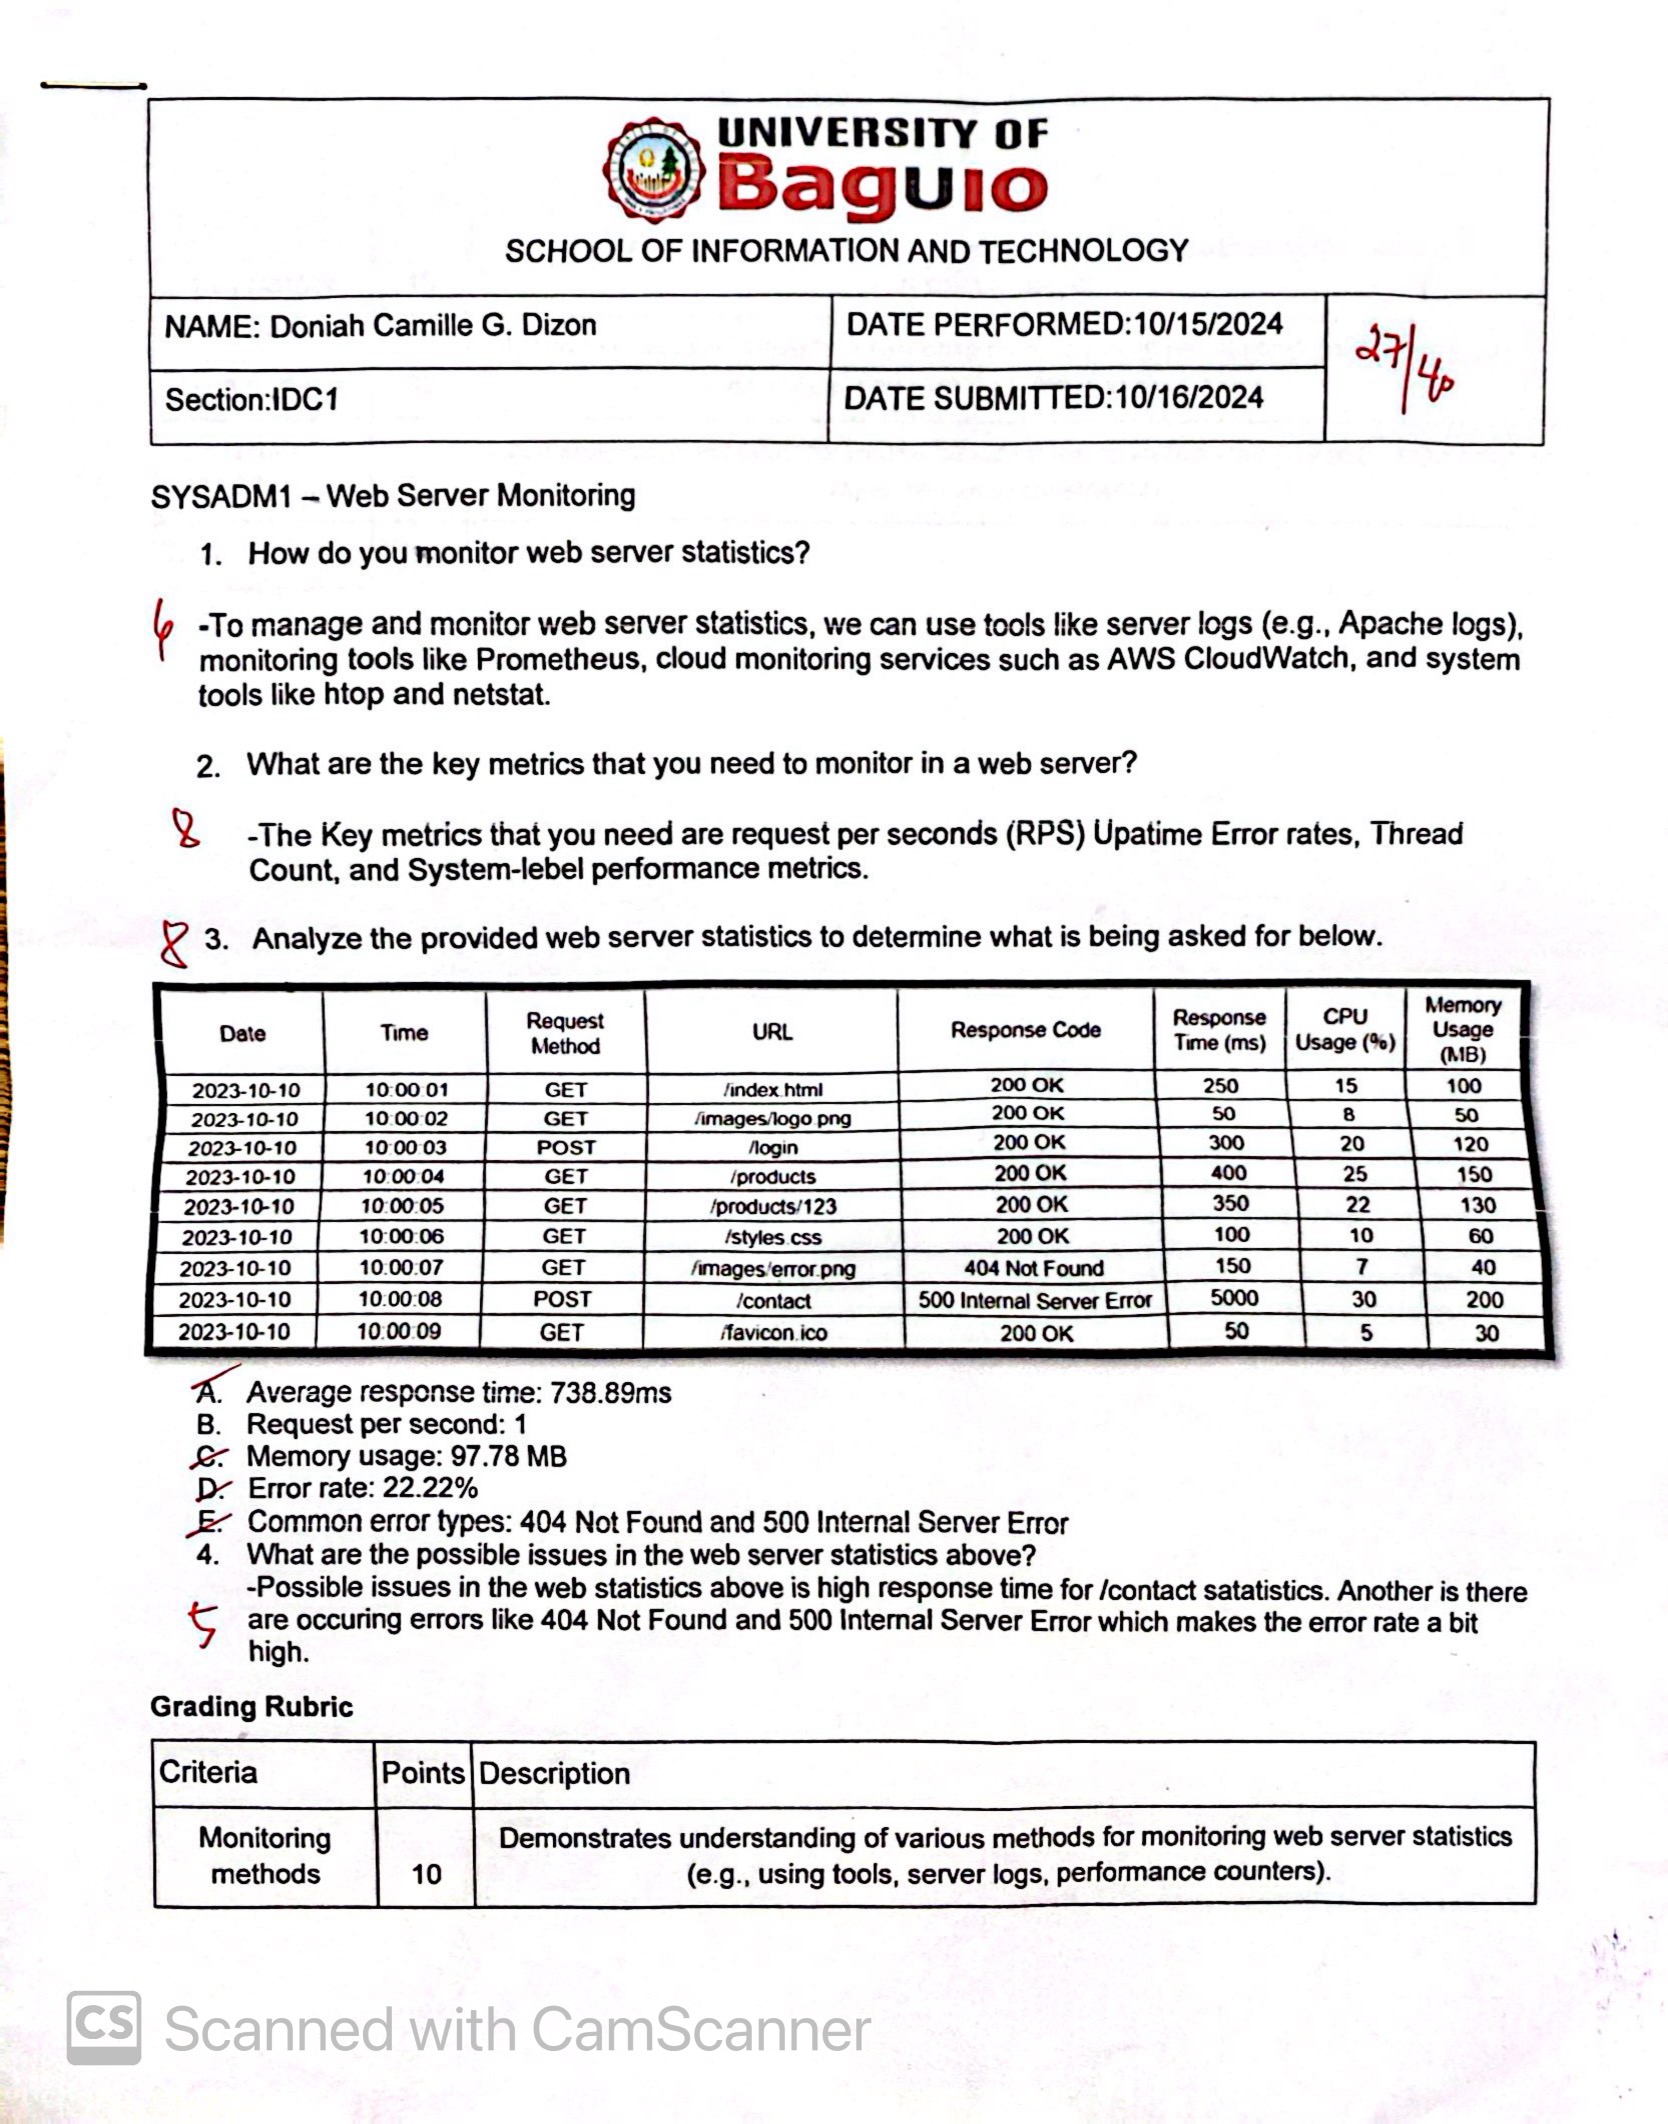 UNIVERSITY OF
Baguio
SCHOOL OF INFORMATION AND TECHNOLOGY
NAME: Doniah Camille G. Dizon
DATE PERFORMED:10/15/2024
27/40
Section:IDC1
DATE SUBMITTED:10/16/2024
SYSADM1 – Web Server Monitoring
1. How do you monitor web server statistics?
6
-To manage and monitor web server statistics, we can use tools like server logs (e.g., Apache logs),
monitoring tools like Prometheus, cloud monitoring services such as AWS CloudWatch, and system
tools like htop and netstat.
2. What are the key metrics that you need to monitor in a web server?
8
-The Key metrics that you need are request per seconds (RPS) Upatime Error rates, Thread
Count, and System-lebel performance metrics.
8
3. Analyze the provided web server statistics to determine what is being asked for below.
Date Time Request Method URL Response Code Response Time (ms) CPU Usage (%) Memory Usage (MB)
2023-10-10 10:00:01 GET /index.html 200 OK 250 15 100
2023-10-10 10:00:02 GET /images/logo.png 200 OK 50 8 50
2023-10-10 10:00:03 POST /login 200 OK 300 20 120
2023-10-10 10:00:04 GET /products 200 OK 400 25 150
2023-10-10 10:00:05 GET /products/123 200 OK 350 22 130
2023-10-10 10:00:06 GET /styles.css 200 OK 100 10 60
2023-10-10 10:00:07 GET /images/error.png 404 Not Found 150 7 40
2023-10-10 10:00:08 POST /contact 500 Internal Server Error 5000 30 200
2023-10-10 10:00:09 GET /favicon.ico 200 OK 50 5 30
A. Average response time: 738.89ms
B. Request per second: 1
C. Memory usage: 97.78 MB
D. Error rate: 22.22%
E. Common error types: 404 Not Found and 500 Internal Server Error
4. What are the possible issues in the web server statistics above?
-Possible issues in the web statistics above is high response time for /contact satatistics. Another is there
5
are occuring errors like 404 Not Found and 500 Internal Server Error which makes the error rate a bit
high.
Grading Rubric
Criteria Points Description
Monitoring methods 10 Demonstrates understanding of various methods for monitoring web server statistics
(e.g., using tools, server logs, performance counters).
CS Scanned with CamScanner